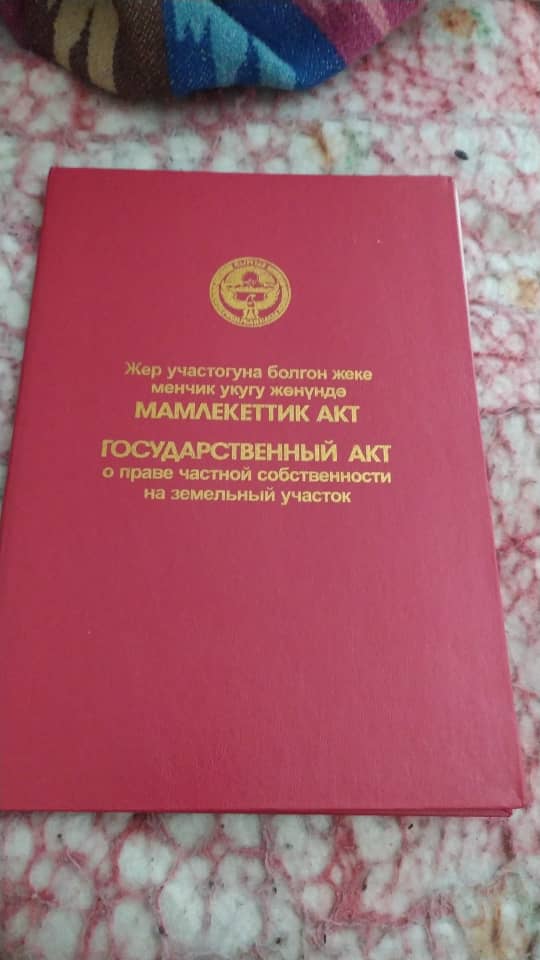 Жер участогуна болгон жеке
менчик укугу жөнүндө
МАМЛЕКЕТТИК АКТ
ГОСУДАРСТВЕННЫЙ АКТ
о праве частной собственности
на земельный участок